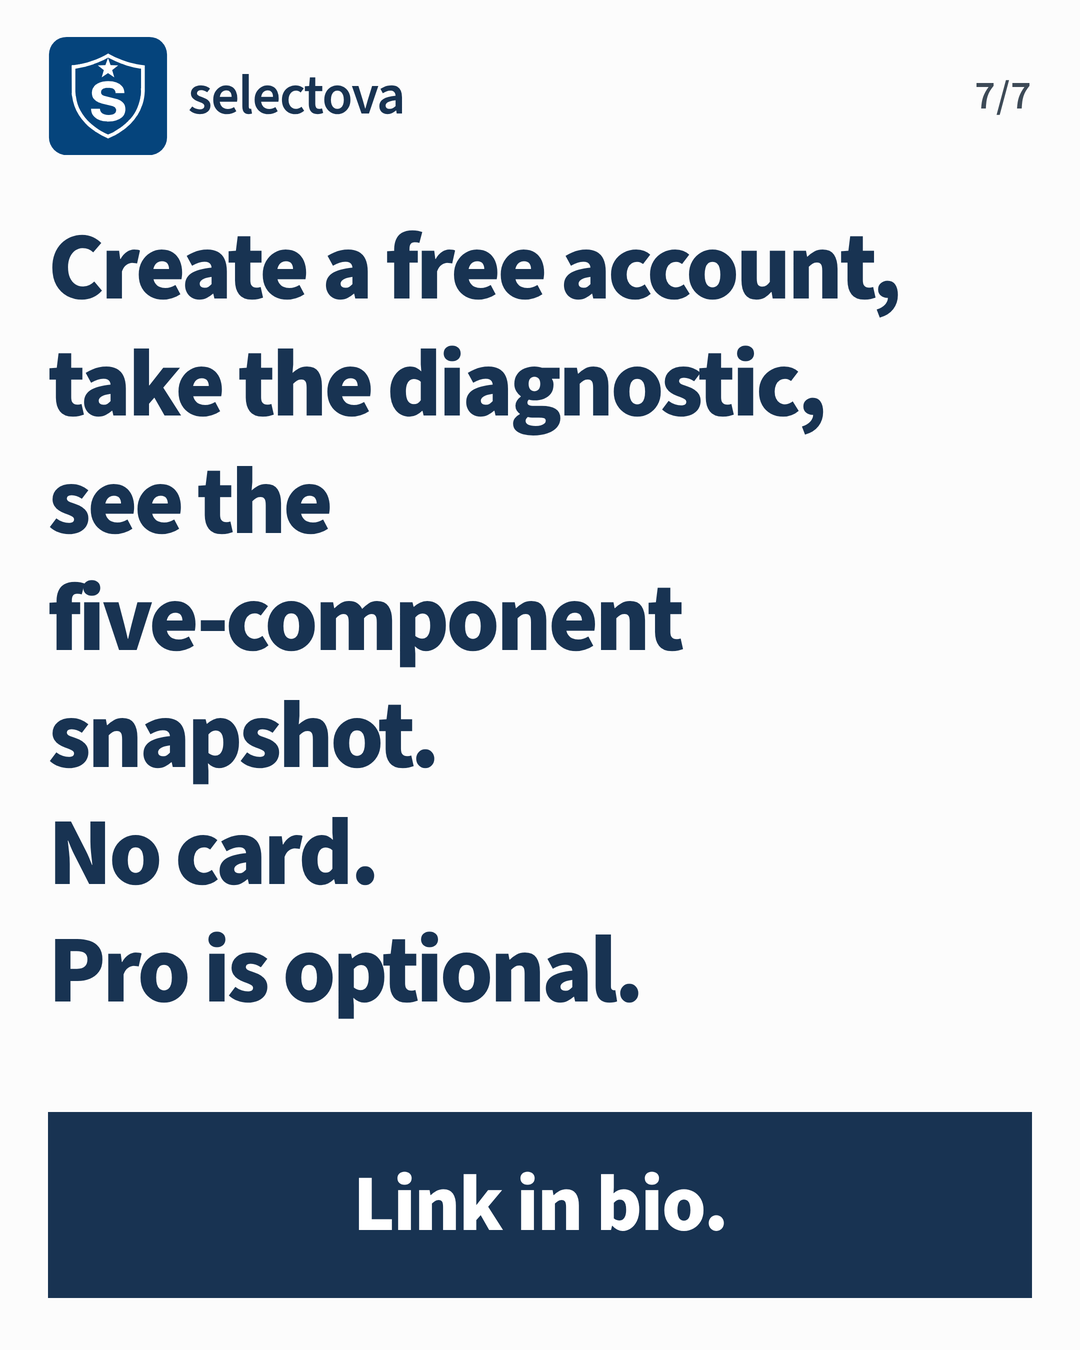 S
selectova
7/7
Create a free account,
take the diagnostic,
see the
five-component
snapshot.
No card.
Pro is optional.
Link in bio.